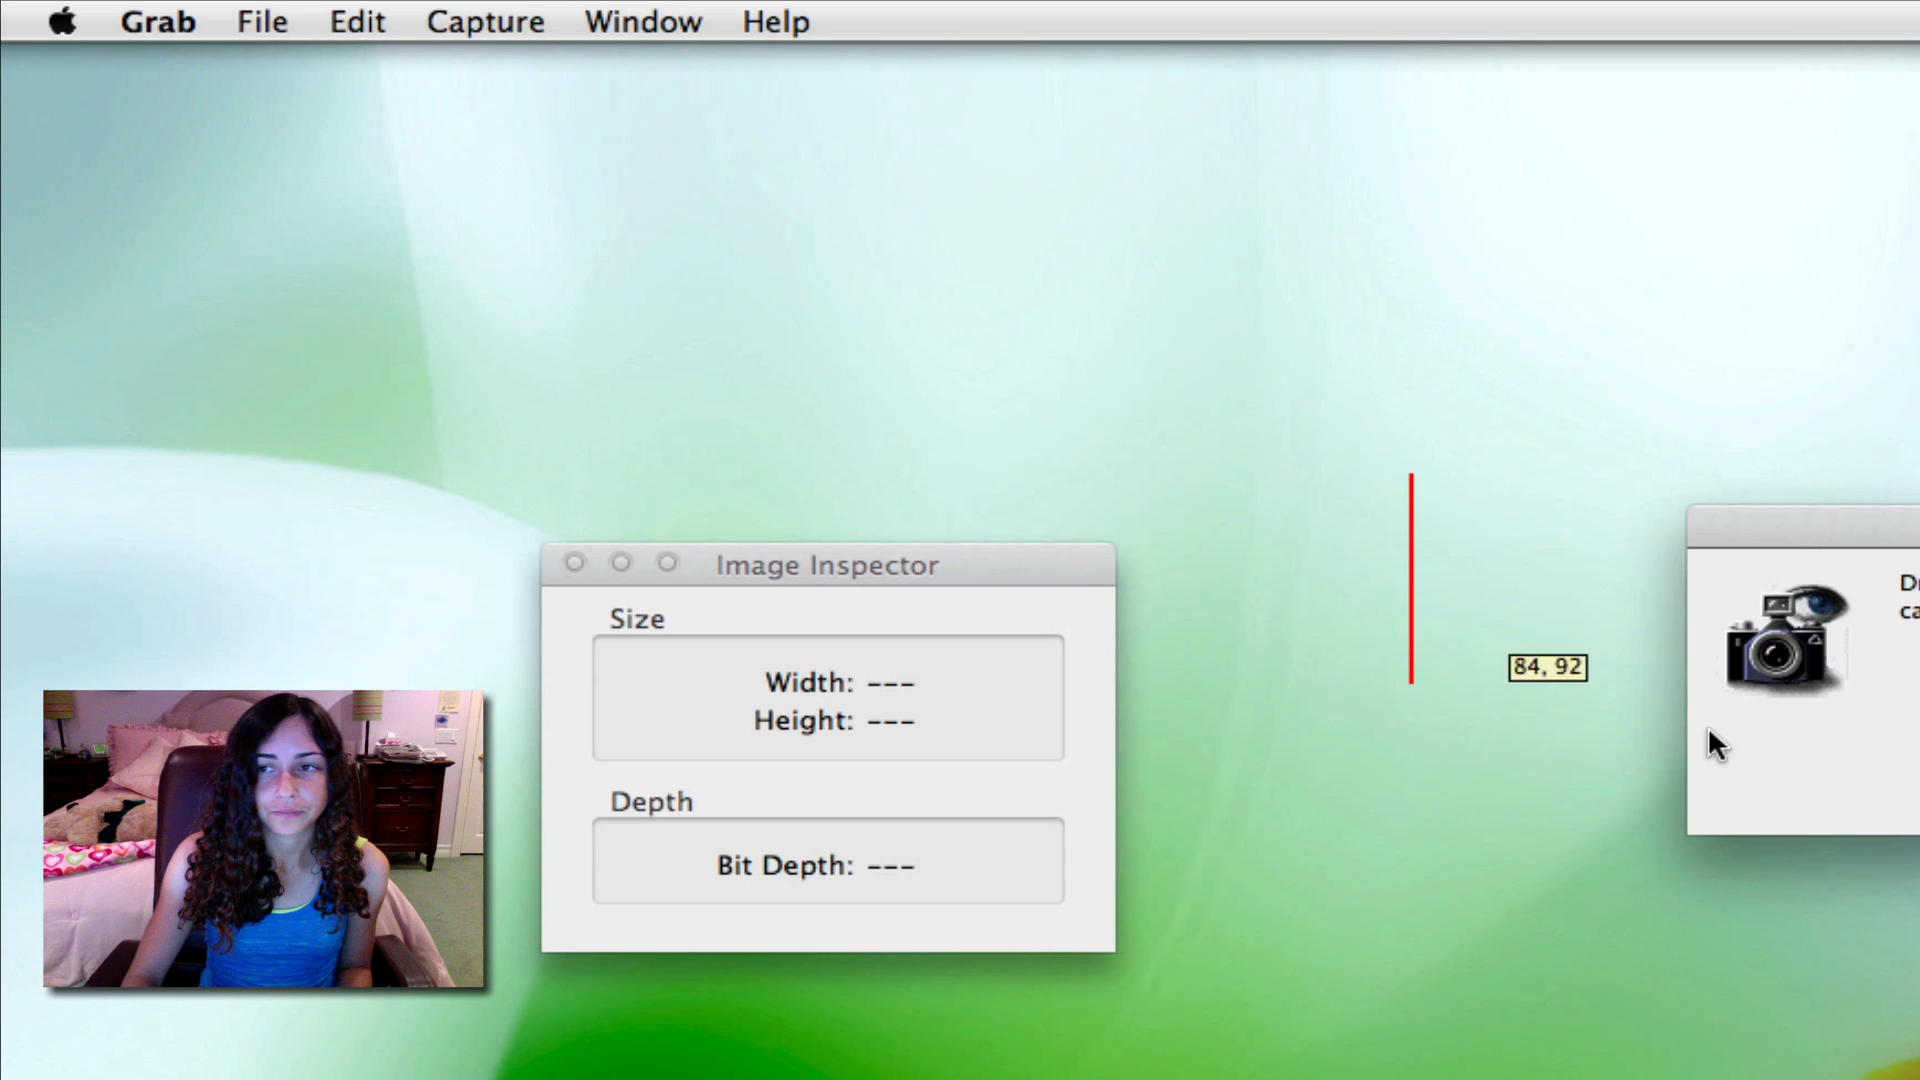 Grab File Edit Capture Window Help
Image Inspector
Size
Width: ---
Height: ---
Depth
Bit Depth: ---
84, 92